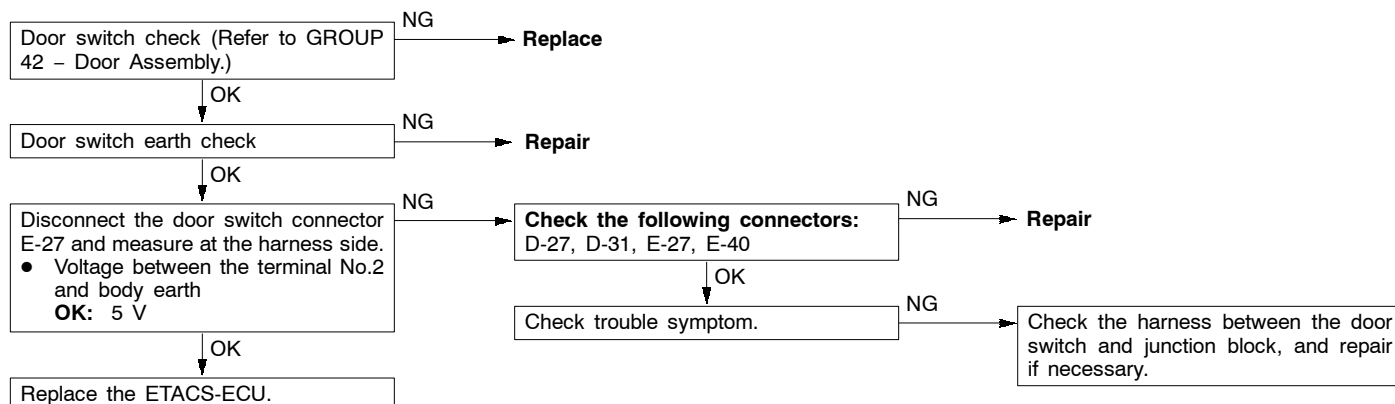 Door switch check (Refer to GROUP
42 – Door Assembly.)
NG
Replace
OK
Door switch earth check
NG
Repair
OK
Disconnect the door switch connector
E-27 and measure at the harness side.
● Voltage between the terminal No.2
and body earth
OK: 5 V
NG
Check the following connectors:
D-27, D-31, E-27, E-40
NG
Repair
OK
Check trouble symptom.
NG
Check the harness between the door
switch and junction block, and repair
if necessary.
OK
Replace the ETACS-ECU.